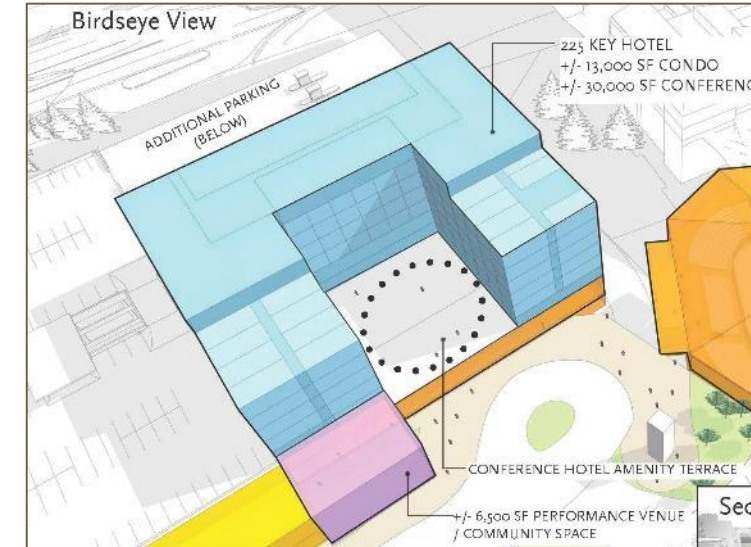 Birdseye View
225 KEY HOTEL
+/- 13,000 SF CONDO
+/- 30,000 SF CONFERENC
ADDITIONAL PARKING
(BELOW)
CONFERENCE HOTEL AMENITY TERRACE
+/- 6,500 SF PERFORMANCE VENUE
/ COMMUNITY SPACE
Sec